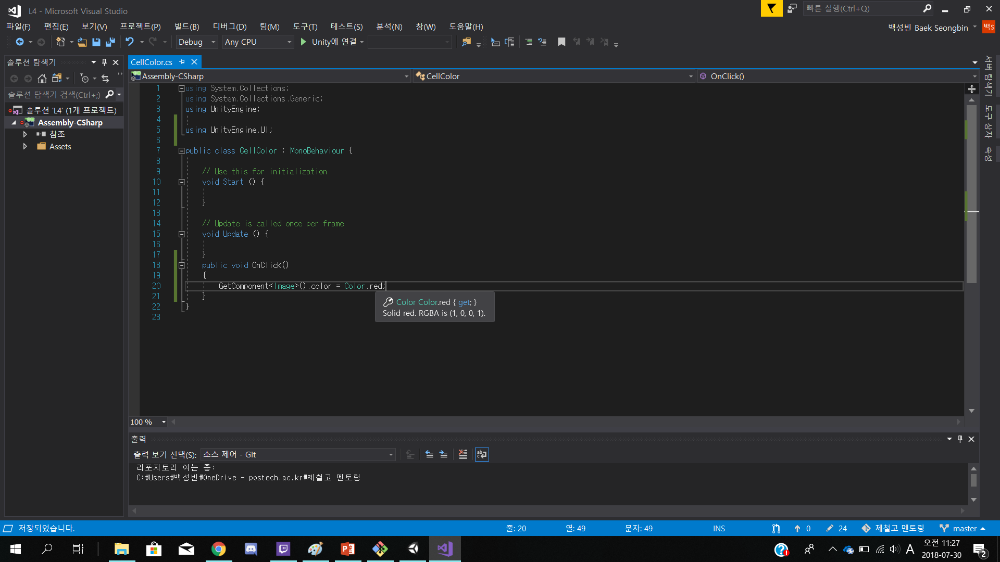 L4 - Microsoft Visual Studio
빠른 실행(Ctrl+Q)
파일(F) 편집(E) 보기(V) 프로젝트(P) 빌드(B) 디버그(D) 팀(M) 도구(T) 테스트(S) 분석(N) 창(W) 도움말(H)
백성빈 Baek Seongbin 백S
Debug Any CPU Unity에 연결
솔루션 탐색기
솔루션 탐색기 검색(Ctrl+;)
솔루션 'L4' (1개 프로젝트)
Assembly-CSharp
참조
Assets
CellColor.cs
Assembly-CSharp CellColor OnClick()
1 using System.Collections;
2 using System.Collections.Generic;
3 using UnityEngine;
4
5 using UnityEngine.UI;
6
7 public class CellColor : MonoBehaviour {
8
9 // Use this for initialization
10 void Start () {
11
12 }
13
14 // Update is called once per frame
15 void Update () {
16
17 }
18 public void OnClick()
19 {
20 GetComponent<Image>().color = Color.red;
21 }
22 }
23
Color Color.red { get; }
Solid red. RGBA is (1, 0, 0, 1).
서버 탐색기
도구 상자
속성
100 %
출력
출력 보기 선택(S): 소스 제어 - Git
리포지토리 여는 중:
C:₩Users₩백성빈₩OneDrive - postech.ac.kr₩제철고 멘토링
저장되었습니다. 줄: 20 열: 49 문자: 49 INS 0 24 제철고 멘토링 master
A 오전 11:27
2018-07-30
2